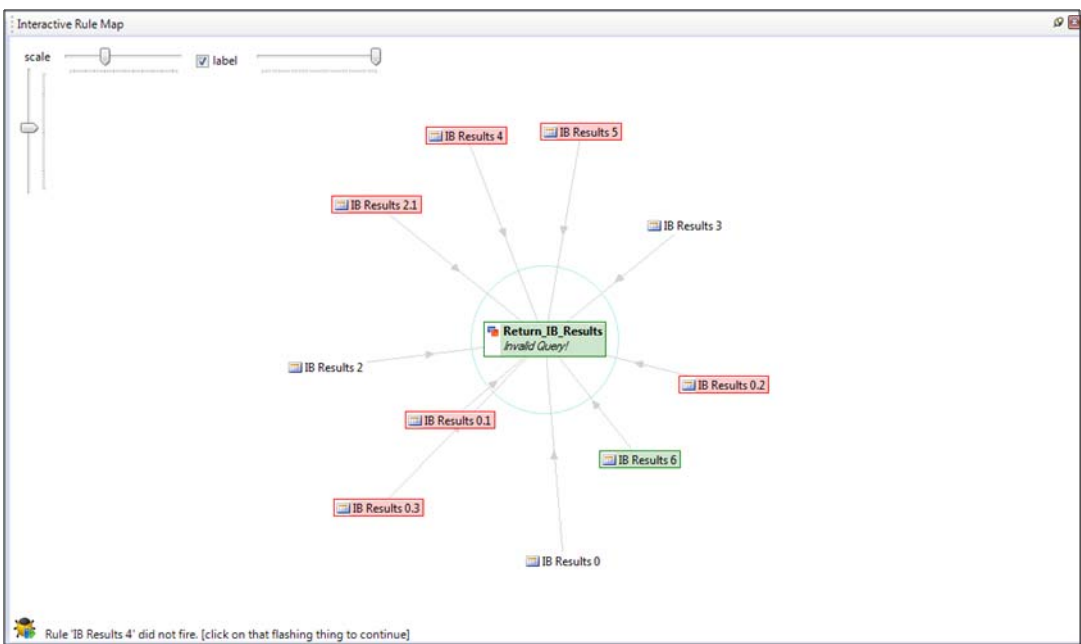 Interactive Rule Map
scale
label
IB Results 4
IB Results 5
IB Results 2.1
IB Results 3
Return_IB_Results
Invalid Query!
IB Results 2
IB Results 0.2
IB Results 0.1
IB Results 6
IB Results 0.3
IB Results 0
Rule 'IB Results 4' did not fire. [click on that flashing thing to continue]